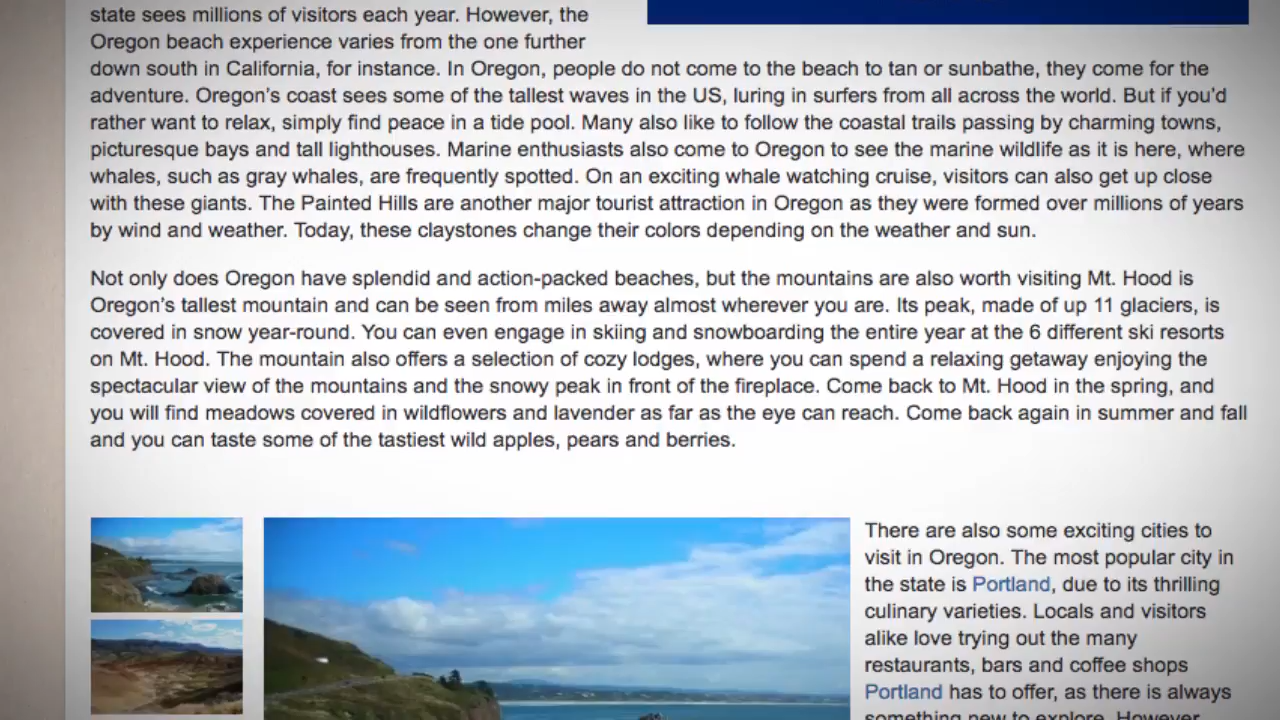 state sees millions of visitors each year. However, the
Oregon beach experience varies from the one further
down south in California, for instance. In Oregon, people do not come to the beach to tan or sunbathe, they come for the
adventure. Oregon's coast sees some of the tallest waves in the US, luring in surfers from all across the world. But if you'd
rather want to relax, simply find peace in a tide pool. Many also like to follow the coastal trails passing by charming towns,
picturesque bays and tall lighthouses. Marine enthusiasts also come to Oregon to see the marine wildlife as it is here, where
whales, such as gray whales, are frequently spotted. On an exciting whale watching cruise, visitors can also get up close
with these giants. The Painted Hills are another major tourist attraction in Oregon as they were formed over millions of years
by wind and weather. Today, these claystones change their colors depending on the weather and sun.
Not only does Oregon have splendid and action-packed beaches, but the mountains are also worth visiting Mt. Hood is
Oregon's tallest mountain and can be seen from miles away almost wherever you are. Its peak, made of up 11 glaciers, is
covered in snow year-round. You can even engage in skiing and snowboarding the entire year at the 6 different ski resorts
on Mt. Hood. The mountain also offers a selection of cozy lodges, where you can spend a relaxing getaway enjoying the
spectacular view of the mountains and the snowy peak in front of the fireplace. Come back to Mt. Hood in the spring, and
you will find meadows covered in wildflowers and lavender as far as the eye can reach. Come back again in summer and fall
and you can taste some of the tastiest wild apples, pears and berries.
There are also some exciting cities to
visit in Oregon. The most popular city in
the state is Portland, due to its thrilling
culinary varieties. Locals and visitors
alike love trying out the many
restaurants, bars and coffee shops
Portland has to offer, as there is always
something new to explore. However